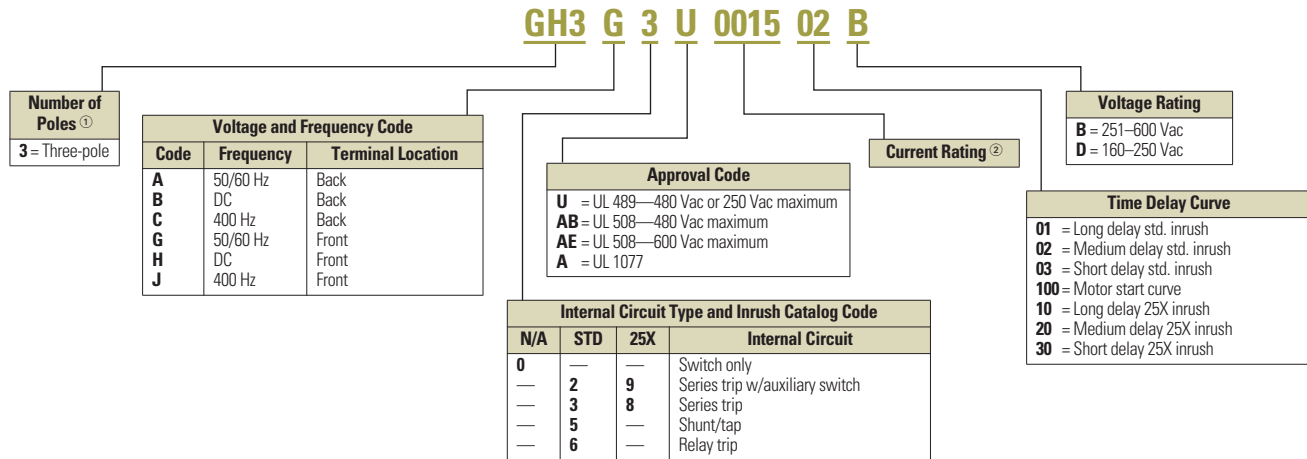 GH3 G 3 U 0015 02 B
Number of
Poles ①
3 = Three-pole
Voltage and Frequency Code
Code Frequency Terminal Location
A 50/60 Hz Back
B DC Back
C 400 Hz Back
G 50/60 Hz Front
H DC Front
J 400 Hz Front
Internal Circuit Type and Inrush Catalog Code
N/A STD 25X Internal Circuit
0 — — Switch only
— 2 9 Series trip w/auxiliary switch
— 3 8 Series trip
— 5 — Shunt/tap
— 6 — Relay trip
Approval Code
U = UL 489—480 Vac or 250 Vac maximum
AB = UL 508—480 Vac maximum
AE = UL 508—600 Vac maximum
A = UL 1077
Current Rating ②
Time Delay Curve
01 = Long delay std. inrush
02 = Medium delay std. inrush
03 = Short delay std. inrush
100 = Motor start curve
10 = Long delay 25X inrush
20 = Medium delay 25X inrush
30 = Short delay 25X inrush
Voltage Rating
B = 251–600 Vac
D = 160–250 Vac